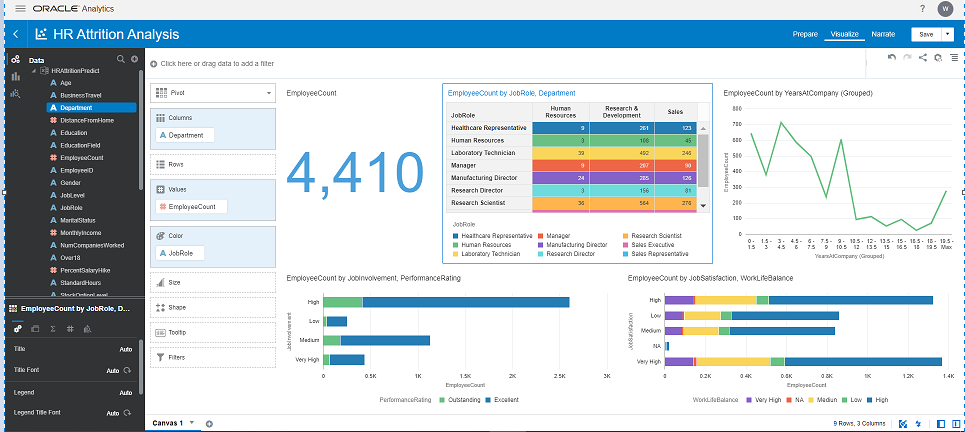 ORACLE Analytics
? W
HR Attrition Analysis
Prepare Visualize Narrate Save
Data
HRAttritionPredict
Age
BusinessTravel
Department
DistanceFromHome
Education
EducationField
EmployeeCount
EmployeeID
Gender
JobLevel
JobRole
MaritalStatus
MonthlyIncome
NumCompaniesWorked
Over18
PercentSalaryHike
StandardHours
StockOptionLevel
EmployeeCount by JobRole, D...
Title Auto
Title Font Auto
Legend Auto
Legend Title Font Auto
Click here or drag data to add a filter
Pivot
Columns
Department
Rows
Values
EmployeeCount
Color
JobRole
Size
Shape
Tooltip
Filters
EmployeeCount
4,410
EmployeeCount by JobRole, Department
JobRole Human Resources Research & Development Sales
Healthcare Representative 9 261 123
Human Resources 3 108 45
Laboratory Technician 39 492 246
Manager 9 207 90
Manufacturing Director 24 285 126
Research Director 3 156 81
Research Scientist 36 564 276
JobRole
Healthcare Representative Manager Research Scientist
Human Resources Manufacturing Director Sales Executive
Laboratory Technician Research Director Sales Representative
EmployeeCount by YearsAtCompany (Grouped)
EmployeeCount
800
700
600
500
400
300
200
100
0
0 - 1.5 1.5 - 3 3 - 4.5 4.5 - 6 6 - 7.5 7.5 - 9 9 - 10.5 10.5 - 12 12 - 13.5 13.5 - 15 15 - 16.5 16.5 - 18 18 - 19.5 19.5 - Max
YearsAtCompany (Grouped)
EmployeeCount by JobInvolvement, PerformanceRating
JobInvolvement
High
Low
Medium
Very High
0 0.5K 1K 1.5K 2K 2.5K 3K
EmployeeCount
PerformanceRating Outstanding Excellent
EmployeeCount by JobSatisfaction, WorkLifeBalance
JobSatisfaction
High
Low
Medium
NA
Very High
0 0.2K 0.4K 0.6K 0.8K 1K 1.2K 1.4K
EmployeeCount
WorkLifeBalance Very High NA Medium Low High
Canvas 1
9 Rows, 3 Columns